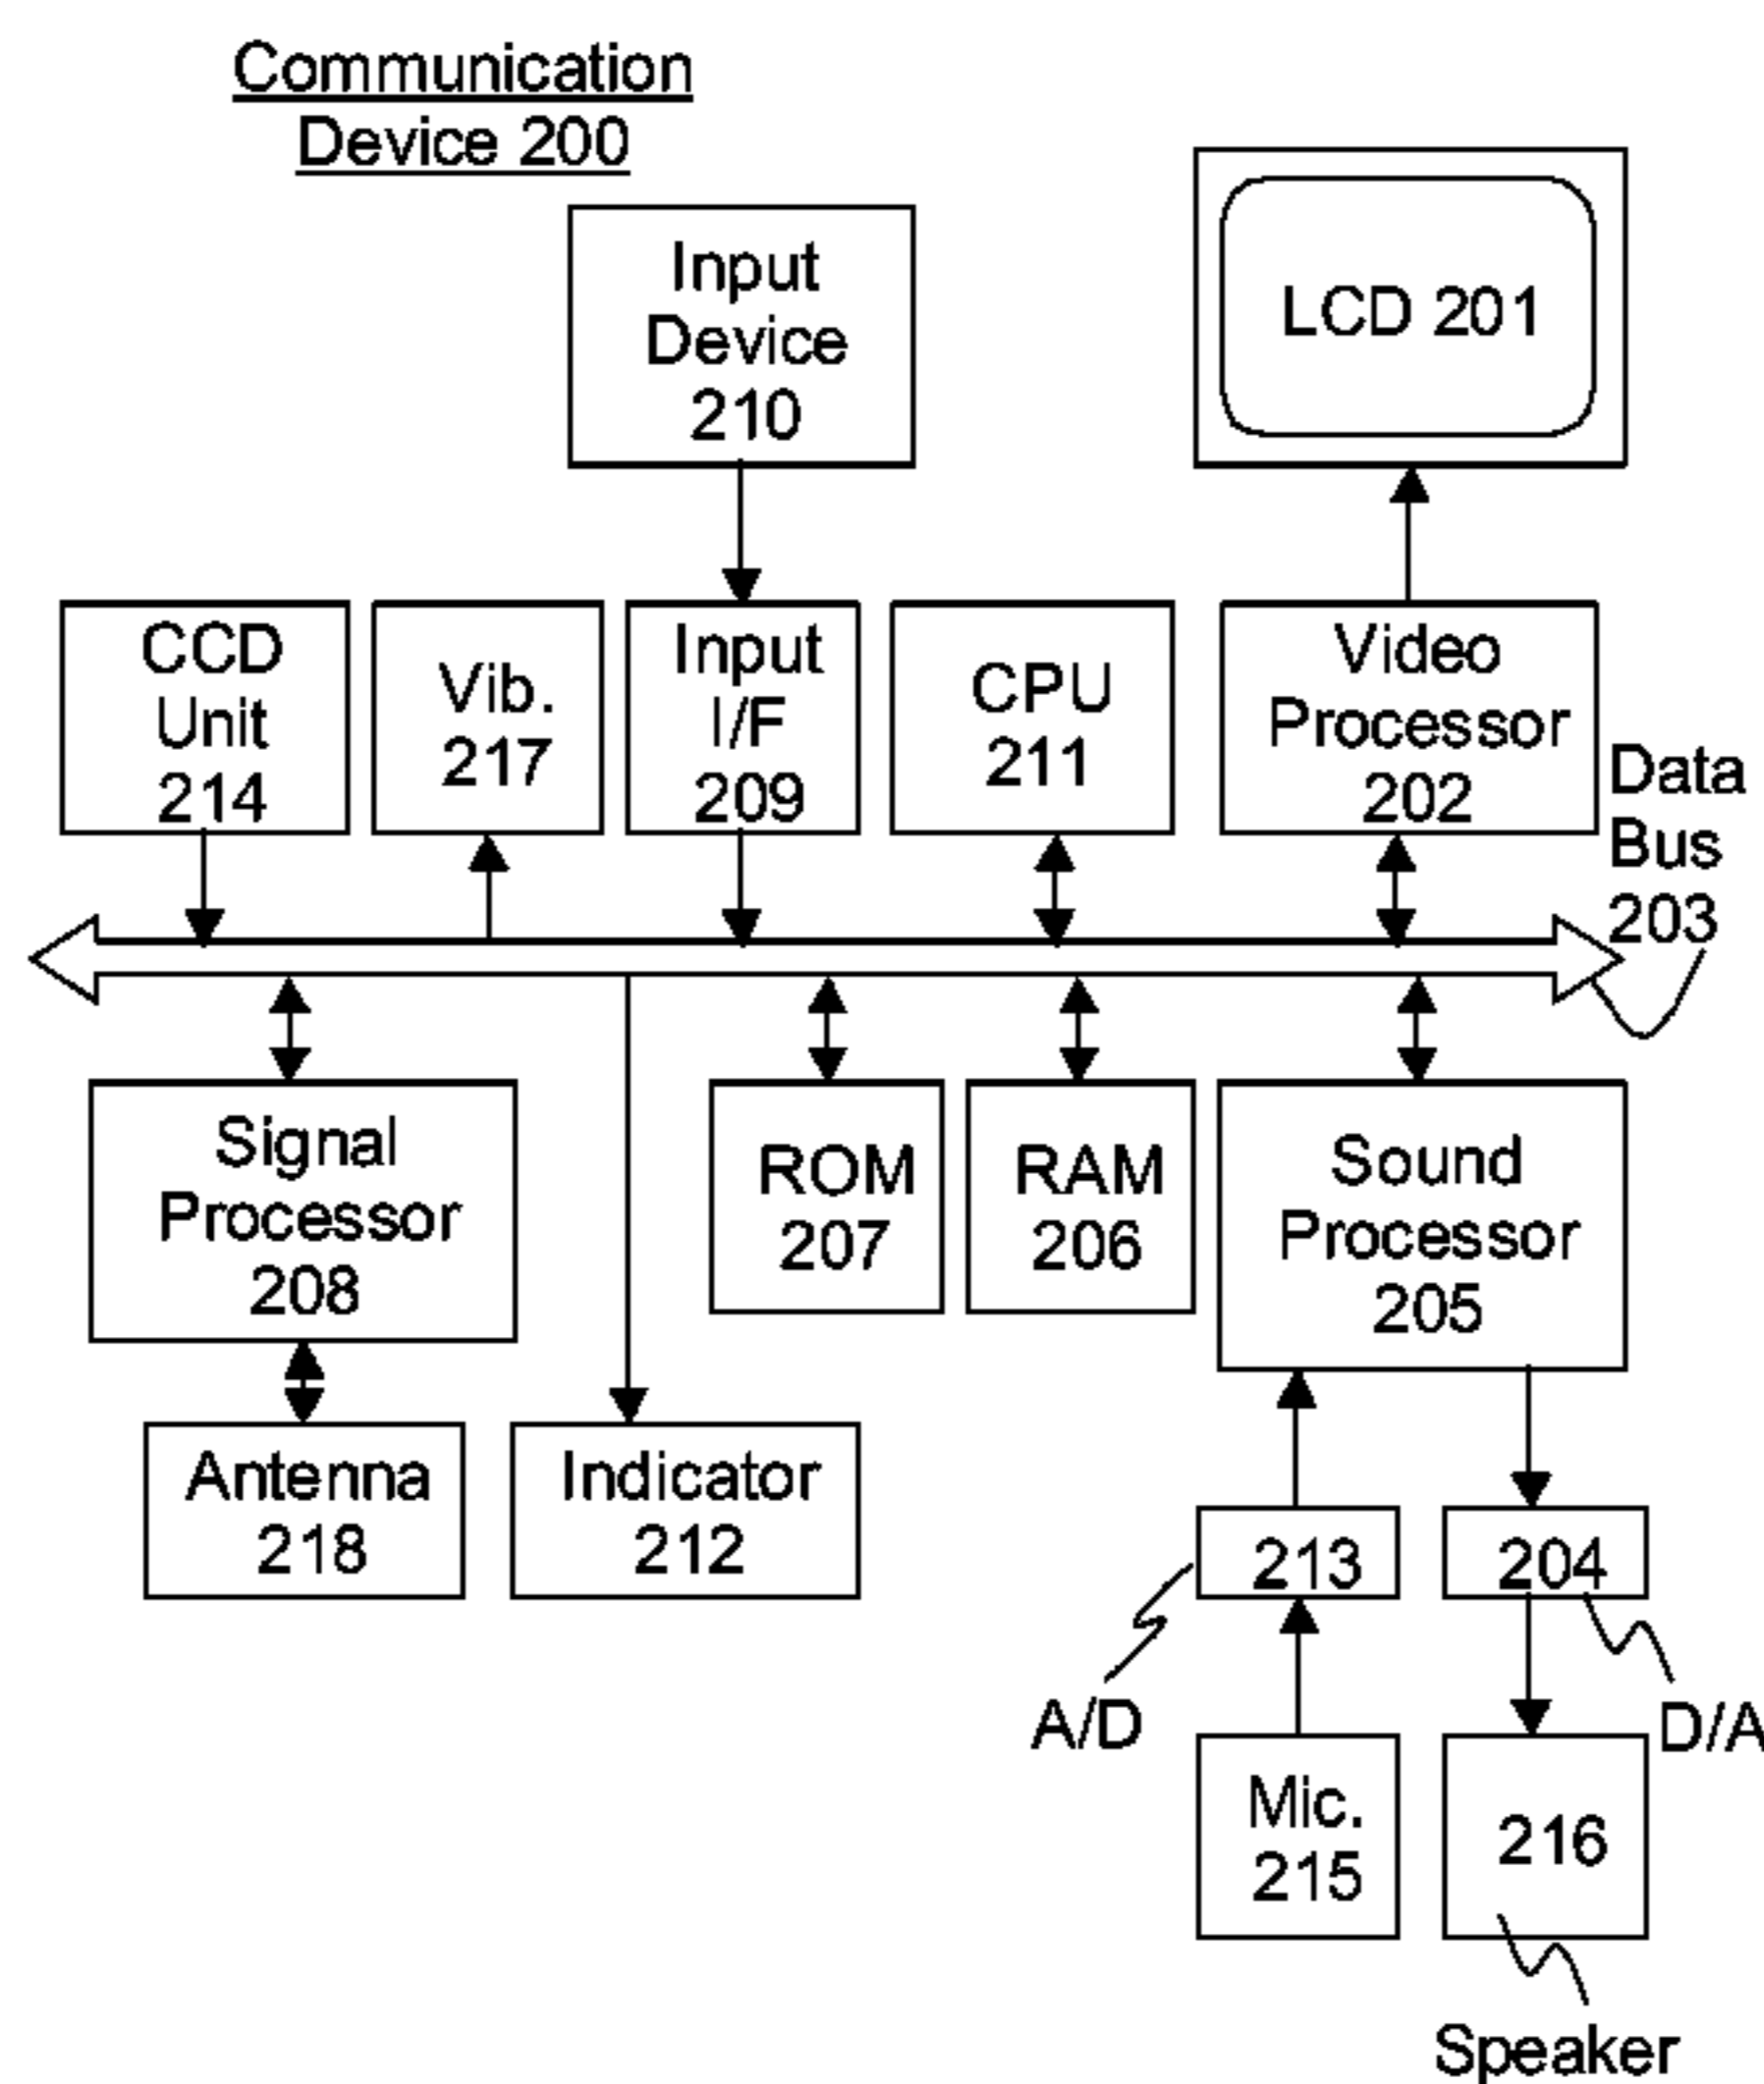 Communication
Device 200
Input
Device
210
LCD 201
CCD
Unit
214
Vib.
217
Input
I/F
209
CPU
211
Video
Processor
202
Data
Bus
203
Signal
Processor
208
ROM
207
RAM
206
Sound
Processor
205
Antenna
218
Indicator
212
213
204
A/D
D/A
Mic.
215
216
Speaker